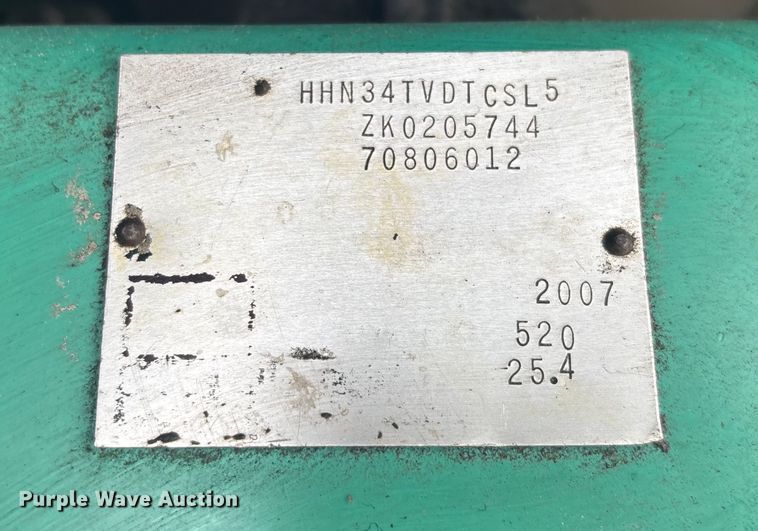 HHN34TVDTCSL5
ZK0205744
70806012
2007
520
25.4
Purple Wave Auction